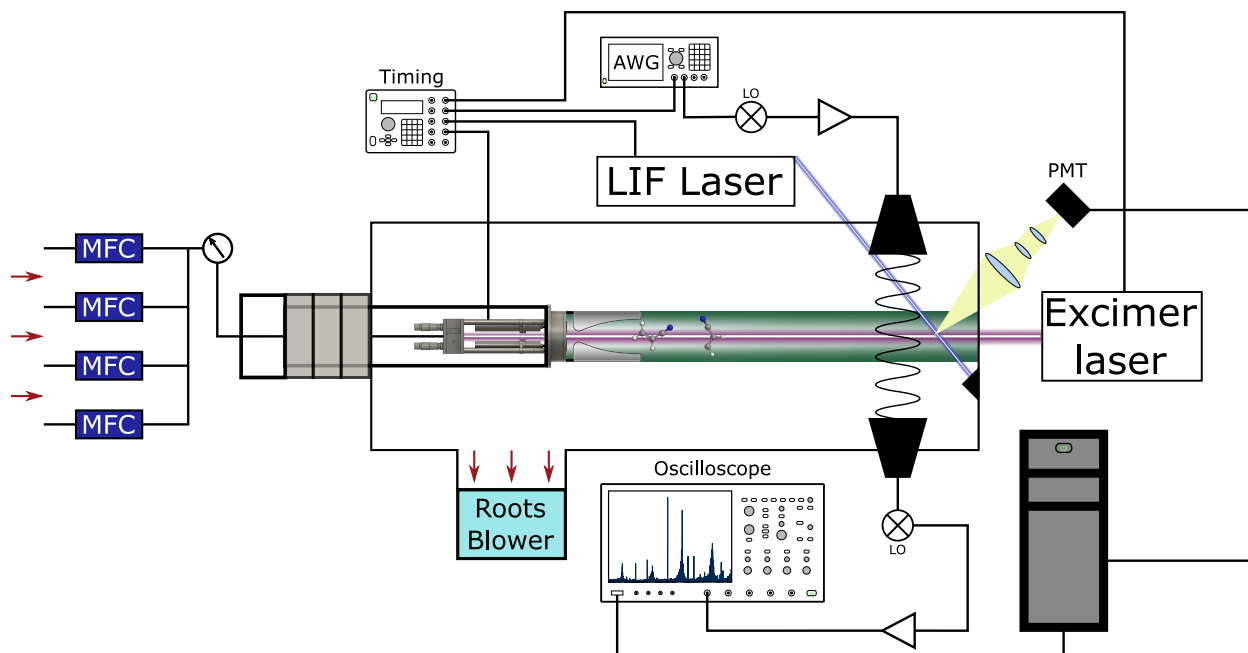 AWG
Timing
LO
LIF Laser
PMT
MFC
MFC
MFC
MFC
Excimer
laser
Roots
Blower
Oscilloscope
LO